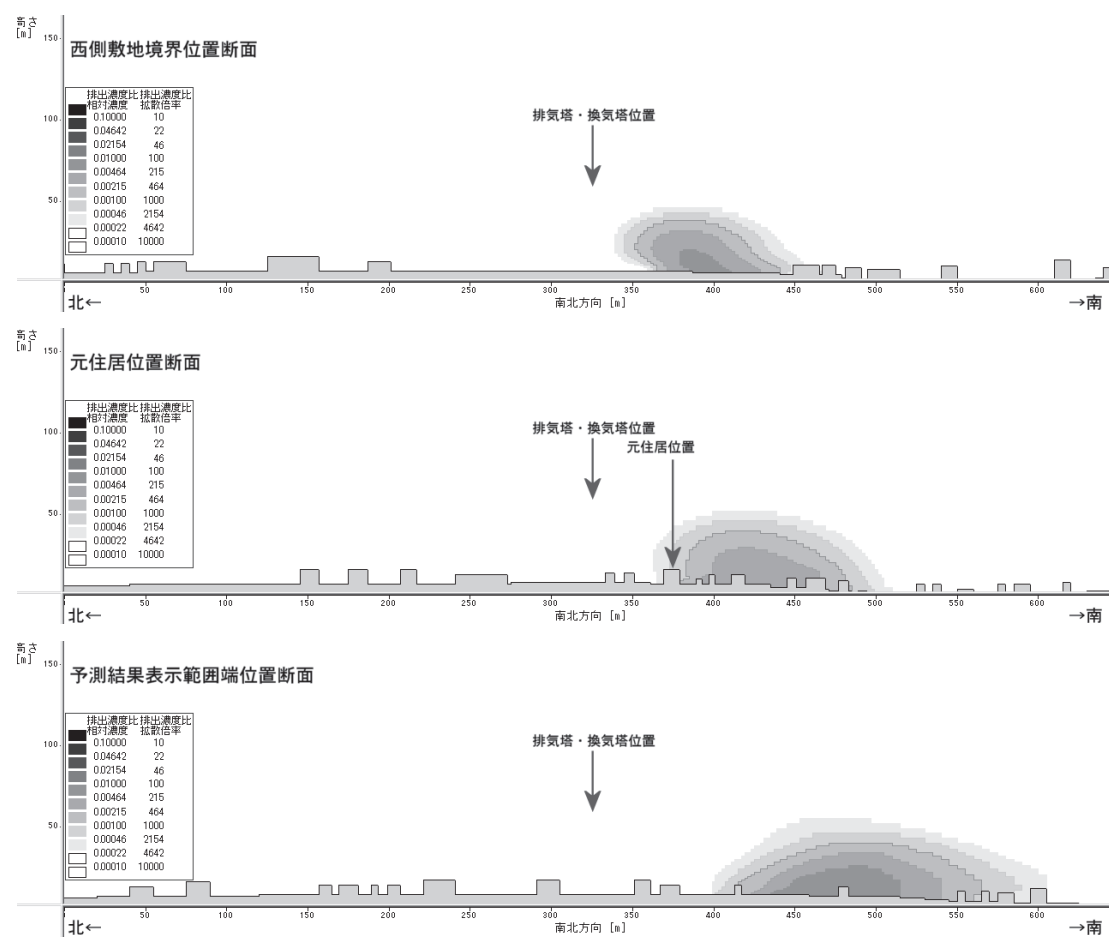 高さ
[m]
150
西側敷地境界位置断面
排出濃度比 排出濃度比
相対濃度 拡散倍率
0.10000 10
0.04642 22
0.02154 46
0.01000 100
0.00464 215
0.00215 464
0.00100 1000
0.00046 2154
0.00022 4642
0.00010 10000
100
排気塔・換気塔位置
50
50 100 150 200 250 300 350 400 450 500 550 600
北← 南北方向 [m] →南
高さ
[m]
150
元住居位置断面
排出濃度比 排出濃度比
相対濃度 拡散倍率
0.10000 10
0.04642 22
0.02154 46
0.01000 100
0.00464 215
0.00215 464
0.00100 1000
0.00046 2154
0.00022 4642
0.00010 10000
100
排気塔・換気塔位置
元住居位置
50
50 100 150 200 250 300 350 400 450 500 550 600
北← 南北方向 [m] →南
高さ
[m]
150
予測結果表示範囲端位置断面
排出濃度比 排出濃度比
相対濃度 拡散倍率
0.10000 10
0.04642 22
0.02154 46
0.01000 100
0.00464 215
0.00215 464
0.00100 1000
0.00046 2154
0.00022 4642
0.00010 10000
100
排気塔・換気塔位置
50
50 100 150 200 250 300 350 400 450 500 550 600
北← 南北方向 [m] →南